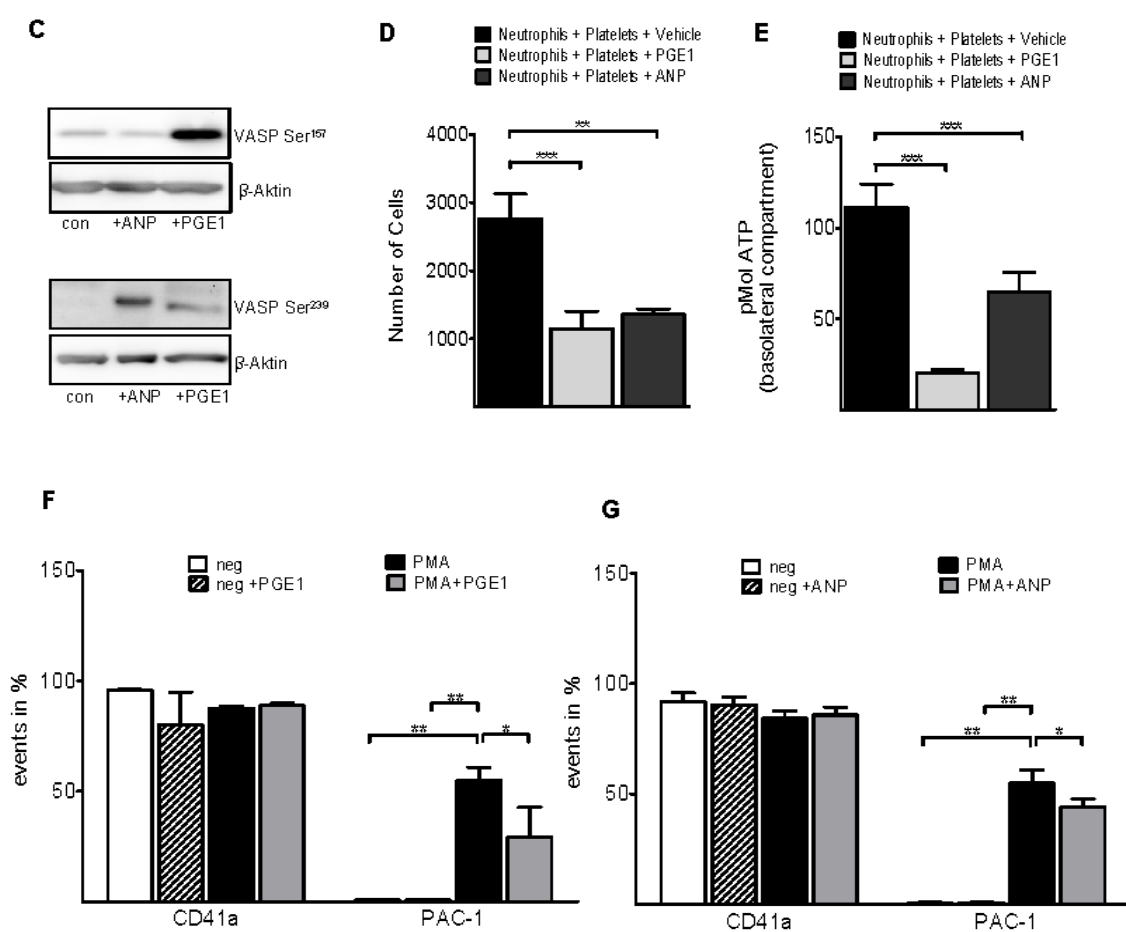 C
VASP Ser¹⁵⁷
β-Aktin
con +ANP +PGE1
VASP Ser²³⁹
β-Aktin
con +ANP +PGE1
D
Neutrophils + Platelets + Vehicle
Neutrophils + Platelets + PGE1
Neutrophils + Platelets + ANP
Number of Cells
4000
3000
2000
1000
**
***
E
Neutrophils + Platelets + Vehicle
Neutrophils + Platelets + PGE1
Neutrophils + Platelets + ANP
pMol ATP
(basolateral compartment)
150
100
50
***
***
F
neg
neg +PGE1
PMA
PMA+PGE1
events in %
150
100
50
**
**
*
CD41a
PAC-1
G
neg
neg +ANP
PMA
PMA+ANP
events in %
150
100
50
**
**
*
CD41a
PAC-1